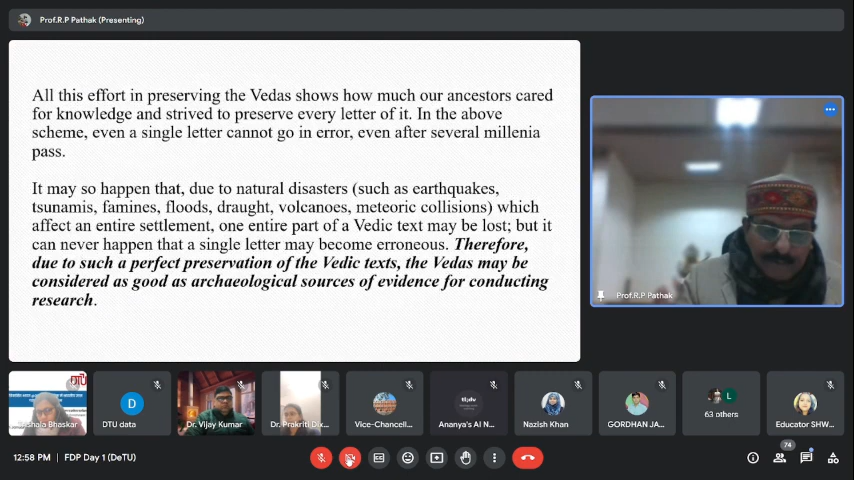 Prof.R.P Pathak (Presenting)
All this effort in preserving the Vedas shows how much our ancestors cared
for knowledge and strived to preserve every letter of it. In the above
scheme, even a single letter cannot go in error, even after several millenia
pass.
It may so happen that, due to natural disasters (such as earthquakes,
tsunamis, famines, floods, draught, volcanoes, meteoric collisions) which
affect an entire settlement, one entire part of a Vedic text may be lost; but it
can never happen that a single letter may become erroneous. Therefore,
due to such a perfect preservation of the Vedic texts, the Vedas may be
considered as good as archaeological sources of evidence for conducting
research.
Prof.R.P Pathak
D
L
Bhaskar
DTU data
Dr. Vijay Kumar
Dr. Prakriti Dix...
Vice-Chancell...
Ananya's AI N...
Nazish Khan
GORDHAN JA...
63 others
Educator SHW...
12:58 PM | FDP Day 1 (DeTU)
74